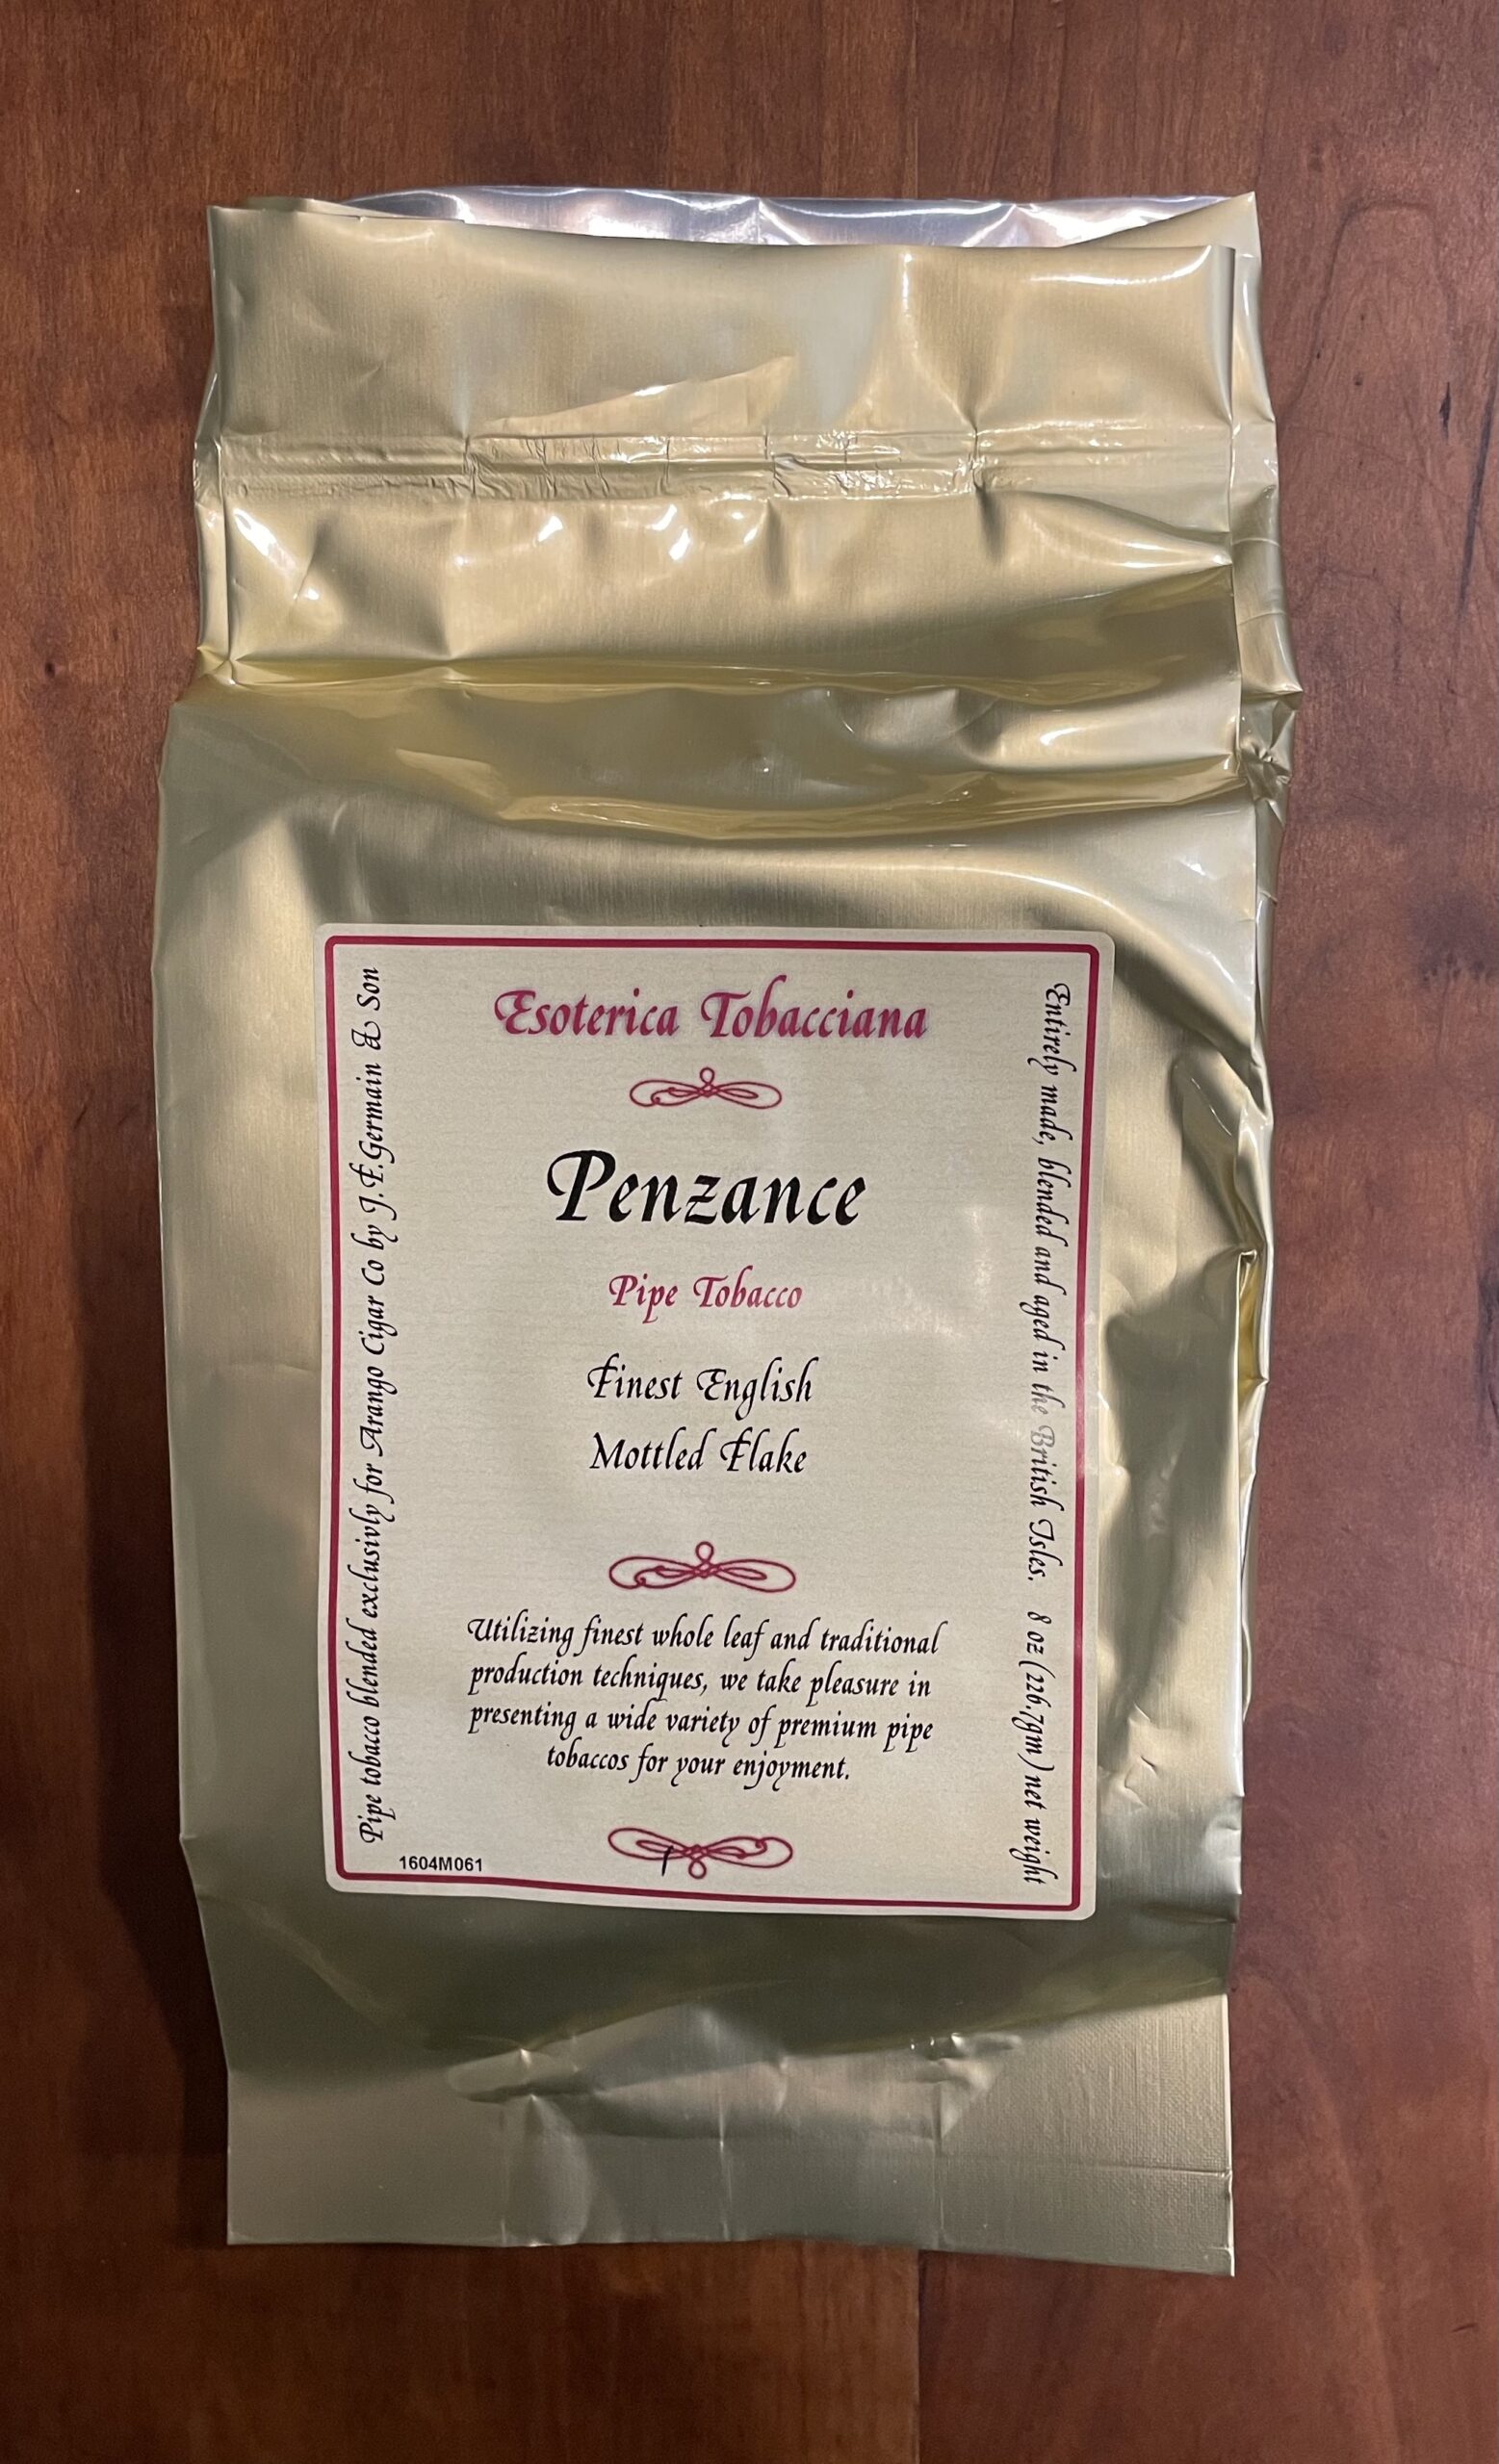 Esoterica Tobacciana
Penzance
Pipe Tobacco
Finest English
Mottled Flake
Utilizing finest whole leaf and traditional
production techniques, we take pleasure in
presenting a wide variety of premium pipe
tobaccos for your enjoyment.
1604M061
Pipe tobacco blended exclusivly for Arango Cigar Co by J.F.Germain & Son
Entirely made, blended and aged in the British Isles. 8 oz (226.7gm) net weight